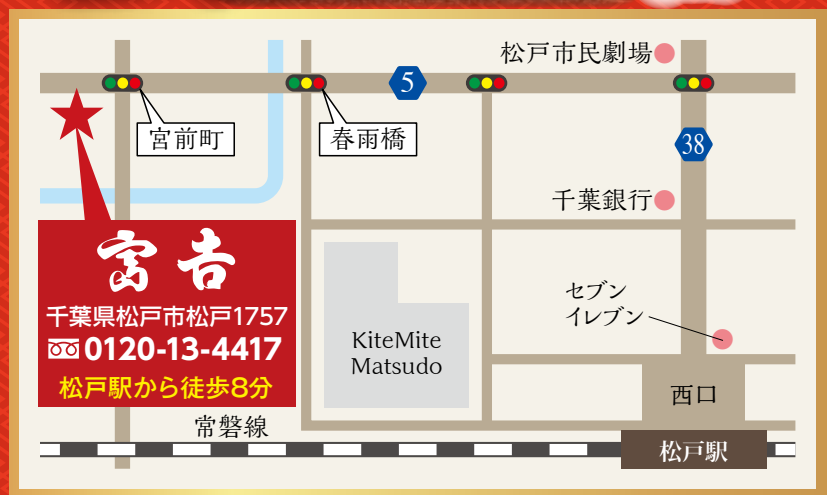 松戸市民劇場
5
宮前町
春雨橋
38
千葉銀行
富吉
千葉県松戸市松戸1757
0120-13-4417
松戸駅から徒歩8分
セブン
イレブン
KiteMite
Matsudo
西口
常磐線
松戸駅